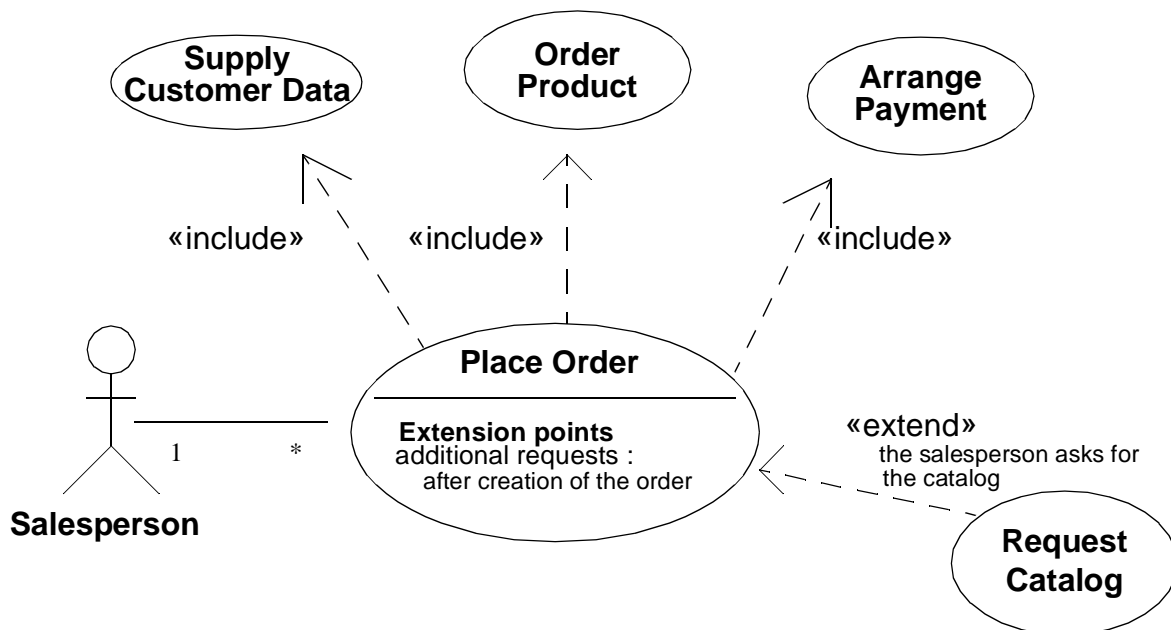 Supply
Customer Data
Order
Product
Arrange
Payment
«include»
«include»
«include»
Place Order
Extension points
additional requests :
after creation of the order
1
*
Salesperson
«extend»
the salesperson asks for
the catalog
Request
Catalog